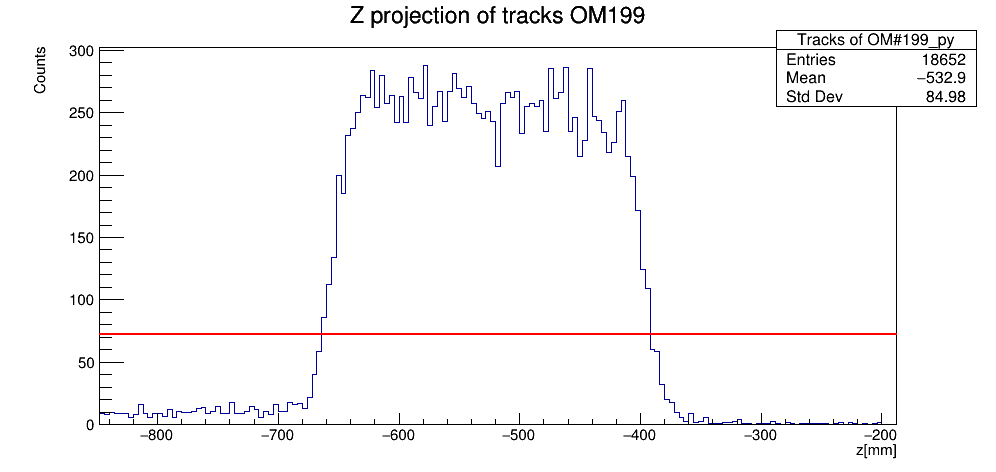 Z projection of tracks OM199
Tracks of OM#199_py
Entries 18652
Mean −532.9
Std Dev 84.98
Counts
300
250
200
150
100
50
0
−800 −700 −600 −500 −400 −300 −200
z[mm]